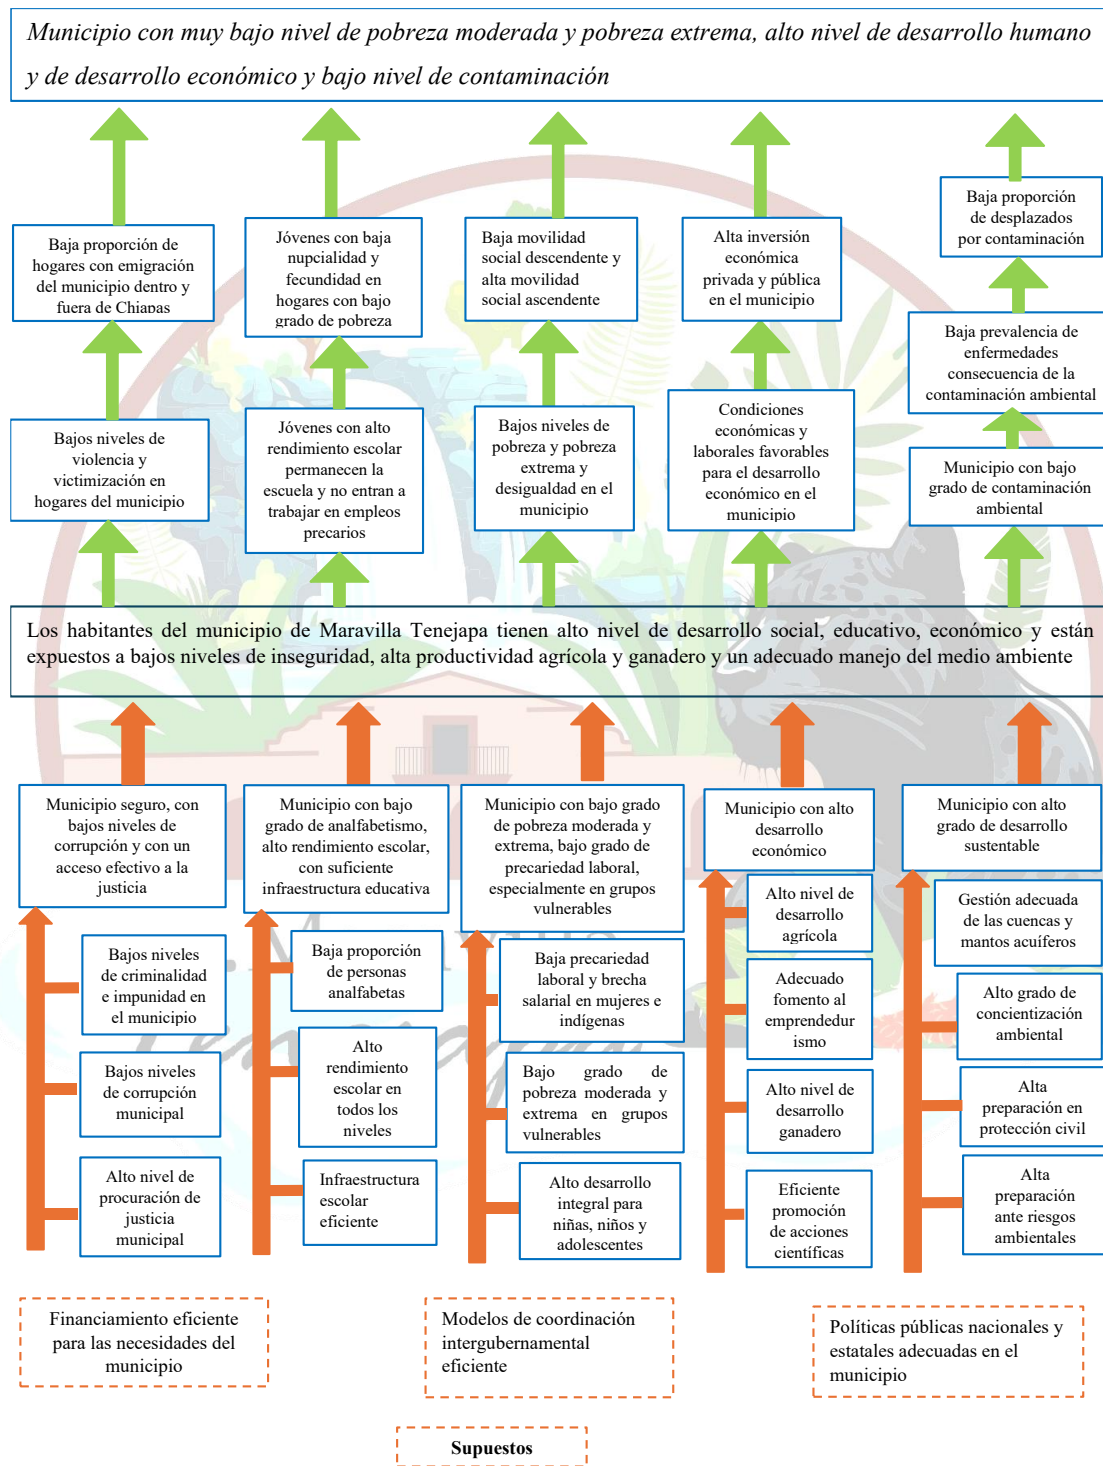 Municipio con muy bajo nivel de pobreza moderada y pobreza extrema, alto nivel de desarrollo humano
y de desarrollo económico y bajo nivel de contaminación
Baja proporción de
hogares con emigración
del municipio dentro y
fuera de Chiapas
Jóvenes con baja
nupcialidad y
fecundidad en
hogares con bajo
grado de pobreza
Baja movilidad
social descendente y
alta movilidad
social ascendente
Alta inversión
económica
privada y pública
en el municipio
Baja proporción
de desplazados
por contaminación
Baja prevalencia de
enfermedades
consecuencia de la
contaminación ambiental
Bajos niveles de
violencia y
victimización en
hogares del municipio
Jóvenes con alto
rendimiento escolar
permanecen la
escuela y no entran a
trabajar en empleos
precarios
Bajos niveles de
pobreza y pobreza
extrema y
desigualdad en el
municipio
Condiciones
económicas y
laborales favorables
para el desarrollo
económico en el
municipio
Municipio con bajo
grado de contaminación
ambiental
Los habitantes del municipio de Maravilla Tenejapa tienen alto nivel de desarrollo social, educativo, económico y están
expuestos a bajos niveles de inseguridad, alta productividad agrícola y ganadero y un adecuado manejo del medio ambiente
Municipio seguro, con
bajos niveles de
corrupción y con un
acceso efectivo a la
justicia
Municipio con bajo
grado de analfabetismo,
alto rendimiento escolar,
con suficiente
infraestructura educativa
Municipio con bajo grado
de pobreza moderada y
extrema, bajo grado de
precariedad laboral,
especialmente en grupos
vulnerables
Municipio con alto
desarrollo
económico
Municipio con alto
grado de desarrollo
sustentable
Bajos niveles
de criminalidad
e impunidad en
el municipio
Bajos niveles
de corrupción
municipal
Alto nivel de
procuración de
justicia
municipal
Baja proporción
de personas
analfabetas
Alto
rendimiento
escolar en
todos los
niveles
Infraestructura
escolar
eficiente
Baja precariedad
laboral y brecha
salarial en mujeres e
indígenas
Bajo grado de
pobreza moderada y
extrema en grupos
vulnerables
Alto desarrollo
integral para
niñas, niños y
adolescentes
Alto nivel de
desarrollo
agrícola
Adecuado
fomento al
emprendedur
ismo
Alto nivel de
desarrollo
ganadero
Eficiente
promoción
de acciones
científicas
Gestión adecuada
de las cuencas y
mantos acuíferos
Alto grado de
concientización
ambiental
Alta
preparación en
protección civil
Alta
preparación
ante riesgos
ambientales
Financiamiento eficiente
para las necesidades del
municipio
Modelos de coordinación
intergubernamental
eficiente
Políticas públicas nacionales y
estatales adecuadas en el
municipio
Supuestos